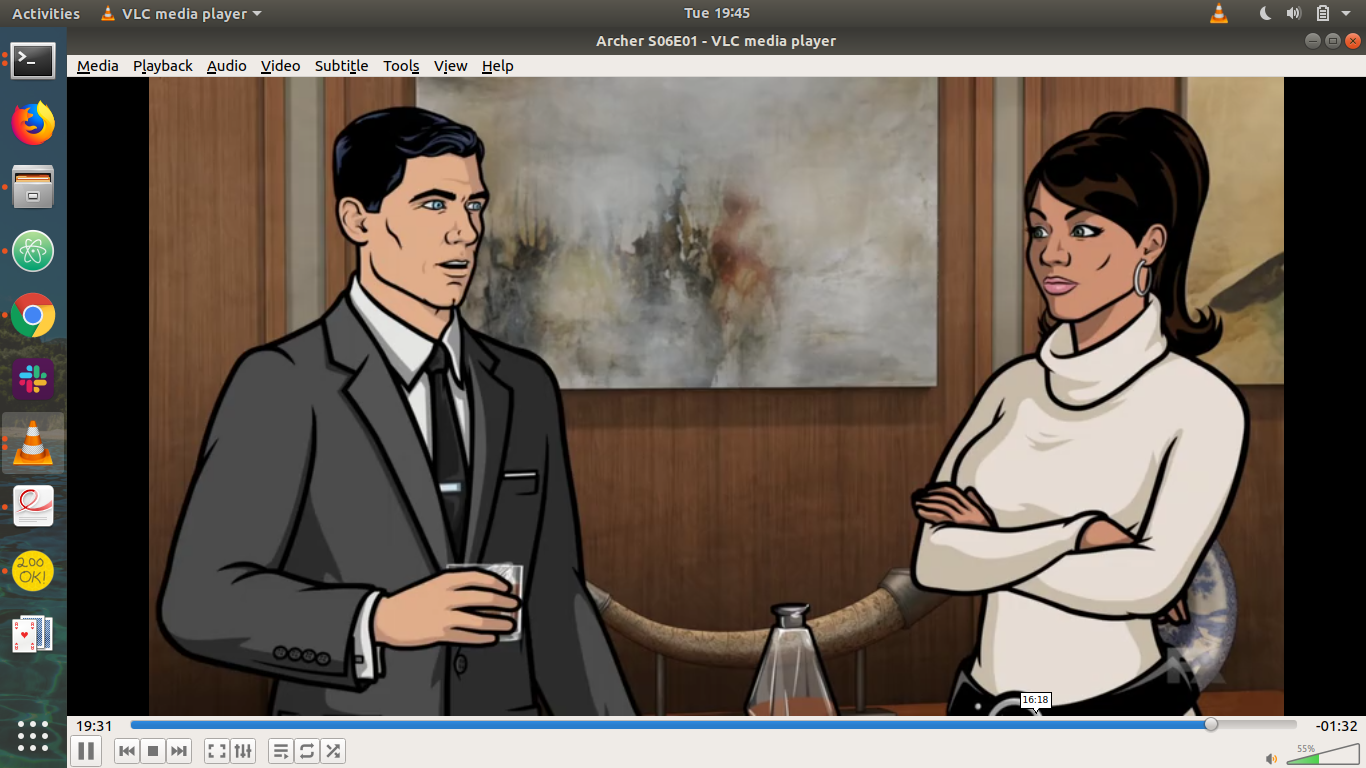 Activities
VLC media player
Tue 19:45
Archer S06E01 - VLC media player
Media Playback Audio Video Subtitle Tools View Help
200
OK!
FX
16:18
19:31
-01:32
55%